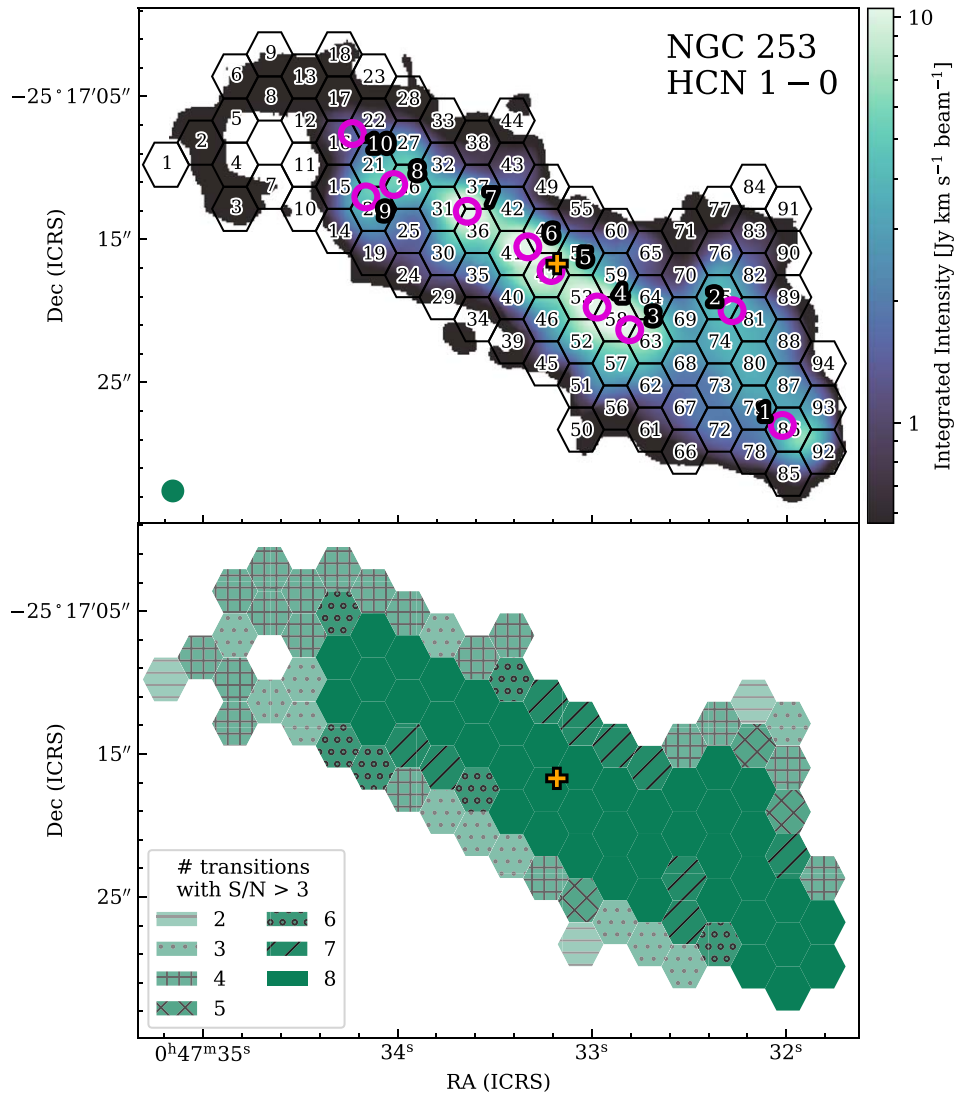 NGC 253
HCN 1 − 0
9 18
6 13 23
8 17 28
−25°17′05″
5 12 22 33 44
2 16 10 27 38
1 4 11 21 32 43
8
7 15 37 49 84
7
3 10 9 31 42 55 77 91
14 25 36 6 60 71 83
15″
19 30 41 5 65 76 90
24 35 59 70 82
29 40 53 4 64 2 89
34 46 58 3 69 81
39 52 63 74 88
45 57 68 80 94
25″
51 62 73 87
56 67 1 93
50 61 72 86
66 78 92
85
Dec (ICRS)
10
1
Integrated Intensity [Jy km s⁻¹ beam⁻¹]
−25°17′05″
15″
25″
Dec (ICRS)
# transitions
with S/N > 3
2 6
3 7
4 8
5
0ʰ47ᵐ35ˢ 34ˢ 33ˢ 32ˢ
RA (ICRS)